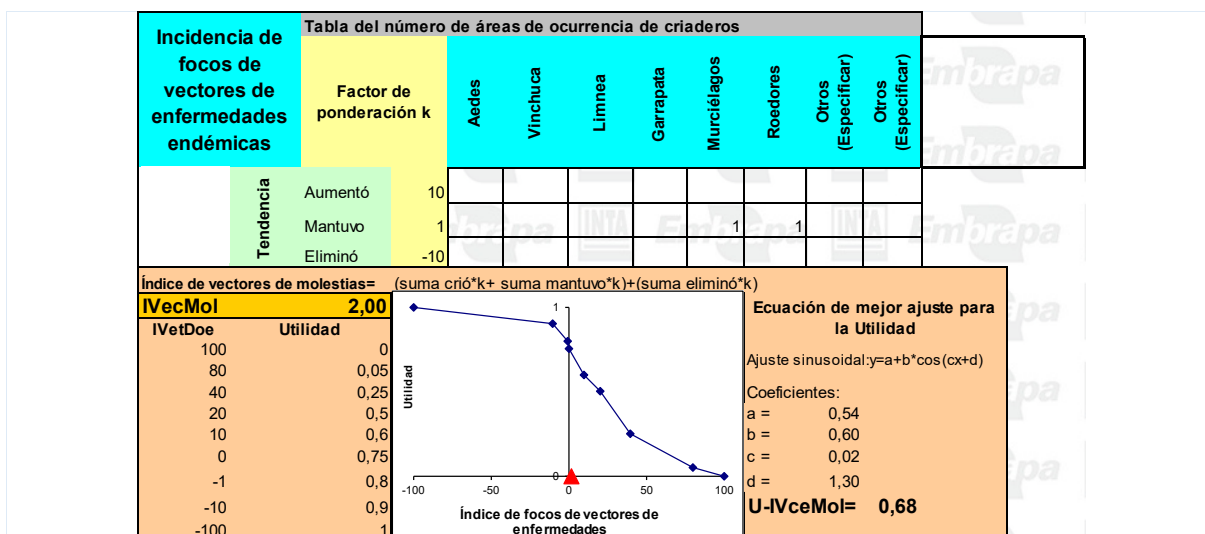 Tabla del número de áreas de ocurrencia de criaderos
Incidencia de
focos de
vectores de
enfermedades
endémicas
Factor de
ponderación k
Aedes
Vinchuca
Limnea
Garrapata
Murciélagos
Roedores
Otros
(Especificar)
Otros
(Especificar)
Embrapa
Embrapa
Tendencia
Aumentó 10
Mantuvo 1 1 1
Eliminó -10
INTA Embrapa INTA Embrapa
Índice de vectores de molestias= (suma crió*k+ suma mantuvo*k)+(suma eliminó*k)
IVecMol 2,00
IVetDoe Utilidad
100 0
80 0,05
40 0,25
20 0,5
10 0,6
0 0,75
-1 0,8
-10 0,9
-100 1
1
Utilidad
0
-100 -50 0 50 100
Índice de focos de vectores de
enfermedades
Ecuación de mejor ajuste para
la Utilidad
Ajuste sinusoidal:y=a+b*cos(cx+d)
Coeficientes:
a = 0,54
b = 0,60
c = 0,02
d = 1,30
U-IVceMol= 0,68